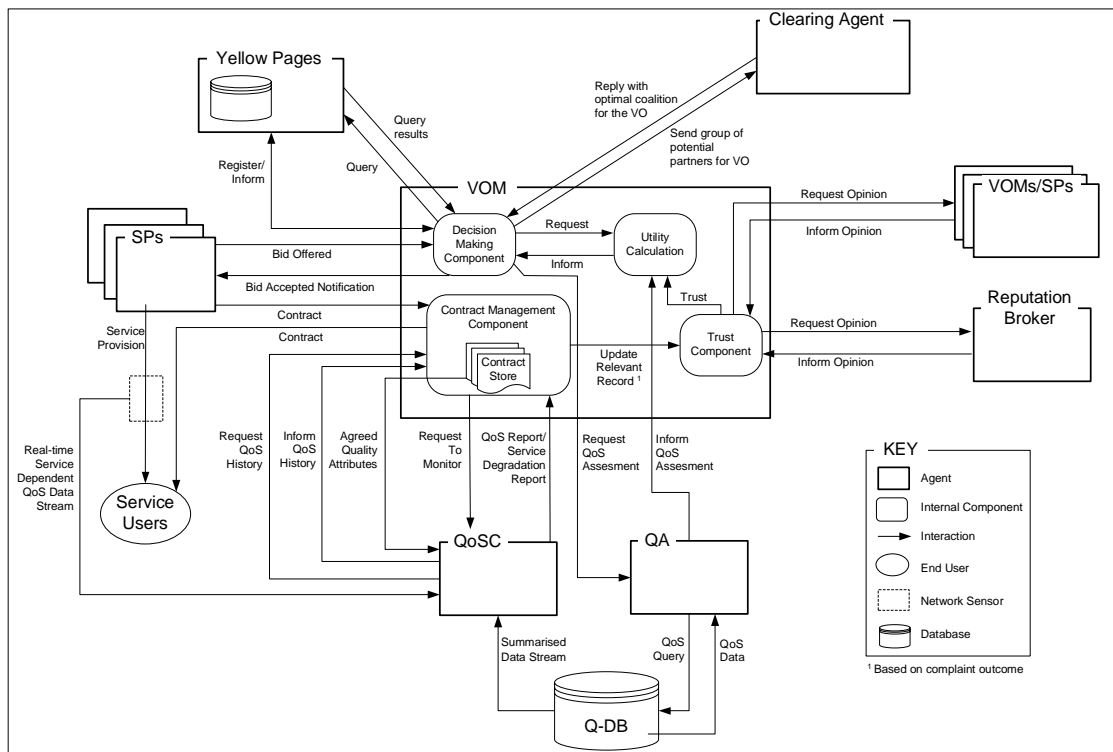 Clearing Agent
Yellow Pages
Reply with
optimal coalition
for the VO
Query
results
Send group of
potential
partners for VO
Query
Register/
Inform
VOM
VOMs/SPs
Request Opinion
Inform Opinion
SPs
Decision
Making
Component
Request
Inform
Utility
Calculation
Bid Offered
Bid Accepted Notification
Trust
Reputation
Broker
Contract Management
Component
Contract
Contract
Service
Provision
Contract
Store
Update
Relevant
Record ¹
Trust
Component
Request Opinion
Inform Opinion
Real-time
Service
Dependent
QoS Data
Stream
Request
QoS
History
Inform
QoS
History
Agreed
Quality
Attributes
Request
To
Monitor
QoS Report/
Service
Degradation
Report
Request
QoS
Assesment
Inform
QoS
Assesment
Service
Users
QoSC
QA
Summarised
Data Stream
QoS
Query
QoS
Data
Q-DB
KEY
Agent
Internal Component
Interaction
End User
Network Sensor
Database
¹ Based on complaint outcome